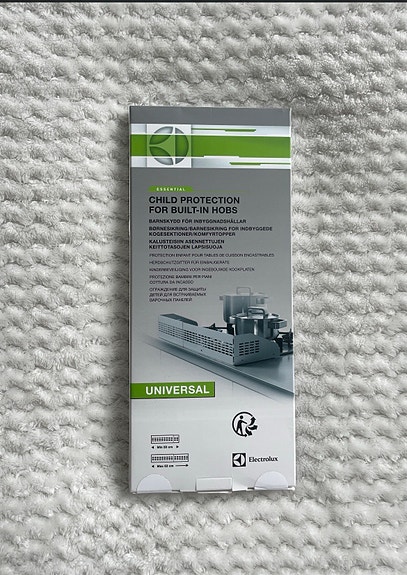 ESSENTIAL
CHILD PROTECTION
FOR BUILT-IN HOBS
BARNSKYDD FÖR INBYGGNADSHÄLLAR
BØRNESIKRING/BARNESIKRING FOR INDBYGGEDE
KOGESEKTIONER/KOMFYRTOPPER
KALUSTEISIIN ASENNETTUJEN
KEITTOTASOJEN LAPSISUOJA
PROTECTION ENFANT POUR TABLES DE CUISSON ENCASTRABLES
HERDSCHUTZGITTER FÜR EINBAUGERÄTE
KINDERBEVEILIGING VOOR INGEBOUWDE KOOKPLATEN
PROTEZIONI BAMBINI PER PIANI
COTTURA DA INCASSO
ОГРАЖДЕНИЕ ДЛЯ ЗАЩИТЫ
ДЕТЕЙ ДЛЯ ВСТРАИВАЕМЫХ
ВАРОЧНЫХ ПАНЕЛЕЙ
UNIVERSAL
Electrolux